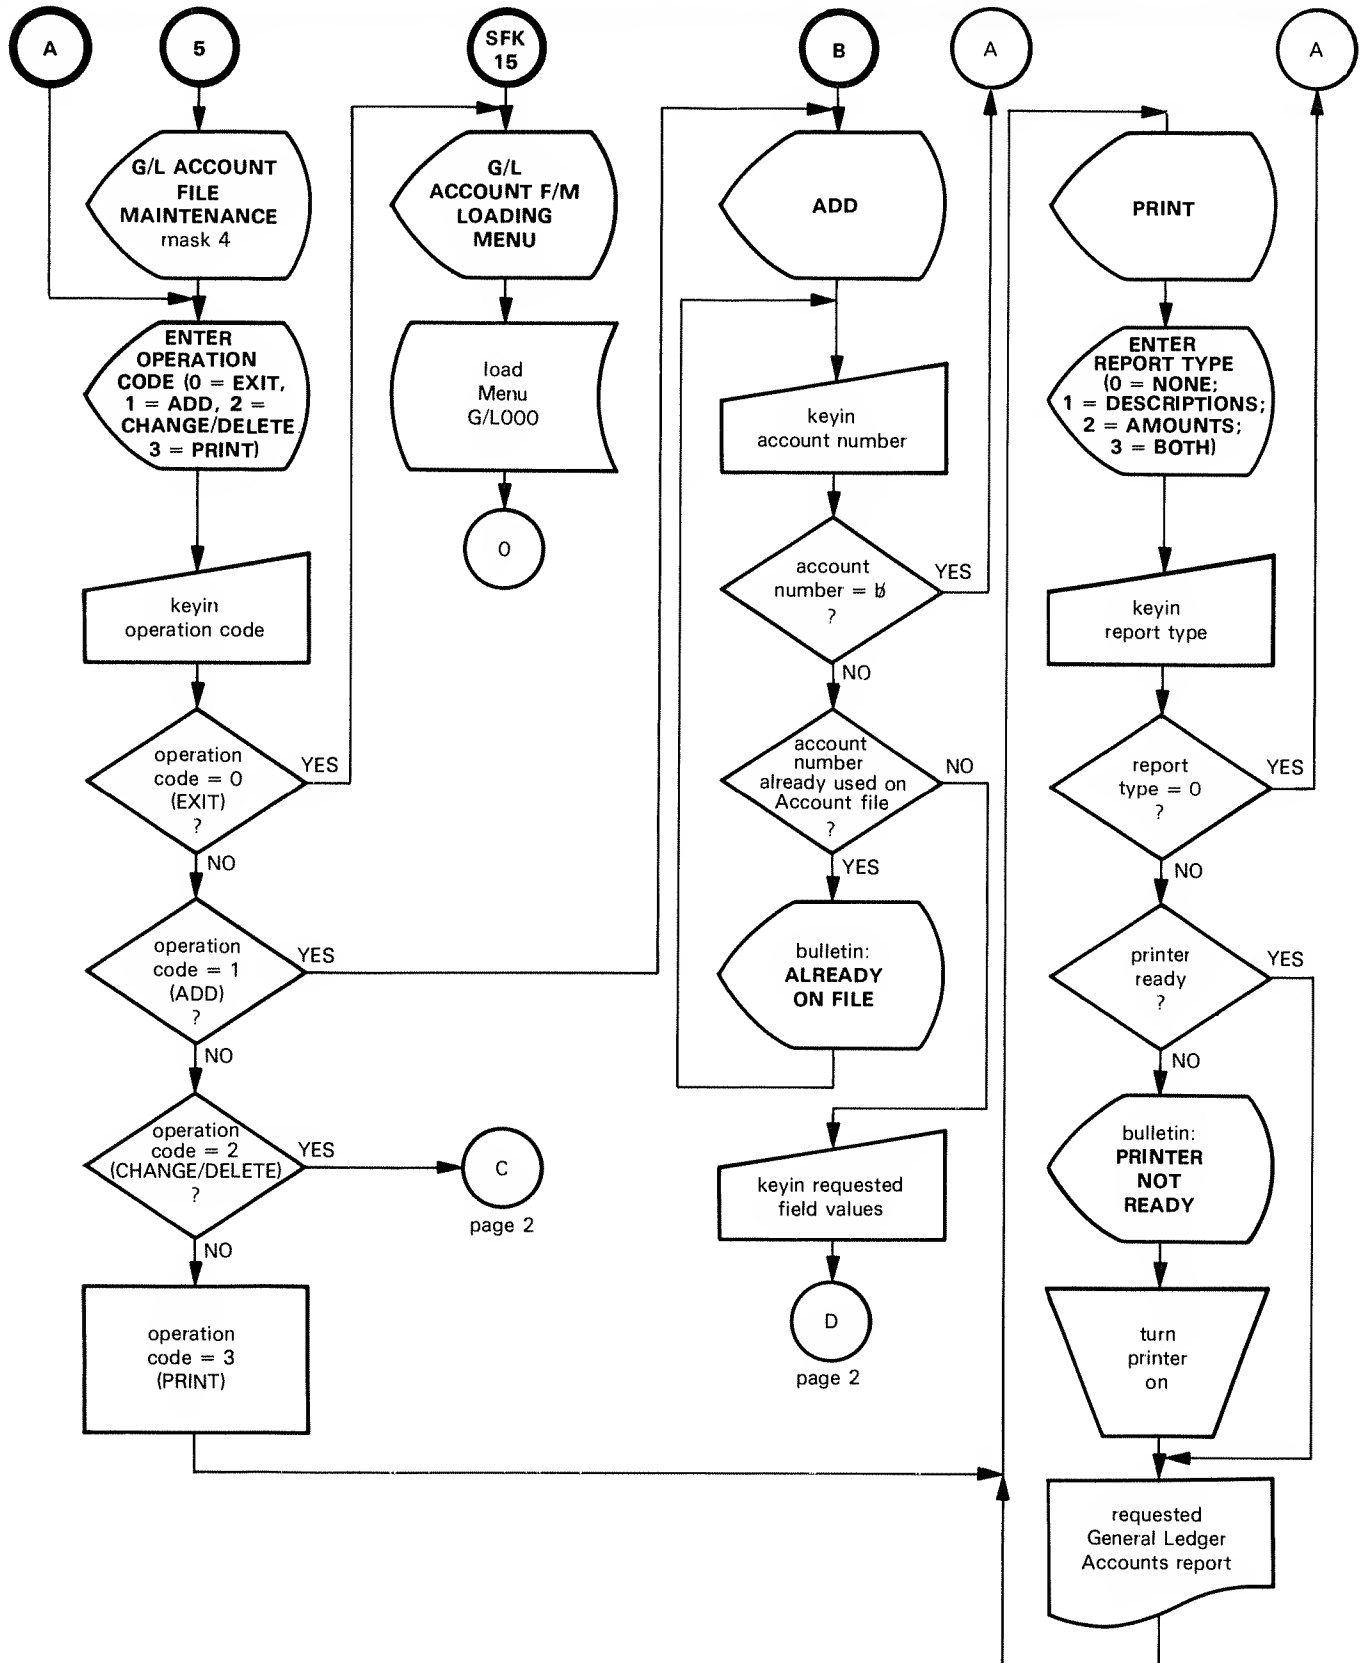 A
5
G/L ACCOUNT
FILE
MAINTENANCE
mask 4
ENTER
OPERATION
CODE (0 = EXIT,
1 = ADD, 2 =
CHANGE/DELETE
3 = PRINT)
keyin
operation code
operation
code = 0
(EXIT)
?
YES
NO
operation
code = 1
(ADD)
?
YES
NO
operation
code = 2
(CHANGE/DELETE)
?
YES
C
page 2
NO
operation
code = 3
(PRINT)
SFK
15
G/L
ACCOUNT F/M
LOADING
MENU
load
Menu
G/L000
0
B
ADD
keyin
account number
account
number = b̸
?
YES
A
NO
account
number
already used on
Account file
?
NO
YES
bulletin:
ALREADY
ON FILE
keyin requested
field values
D
page 2
PRINT
ENTER
REPORT TYPE
(0 = NONE;
1 = DESCRIPTIONS;
2 = AMOUNTS;
3 = BOTH)
keyin
report type
report
type = 0
?
YES
A
NO
printer
ready
?
YES
NO
bulletin:
PRINTER
NOT
READY
turn
printer
on
requested
General Ledger
Accounts report